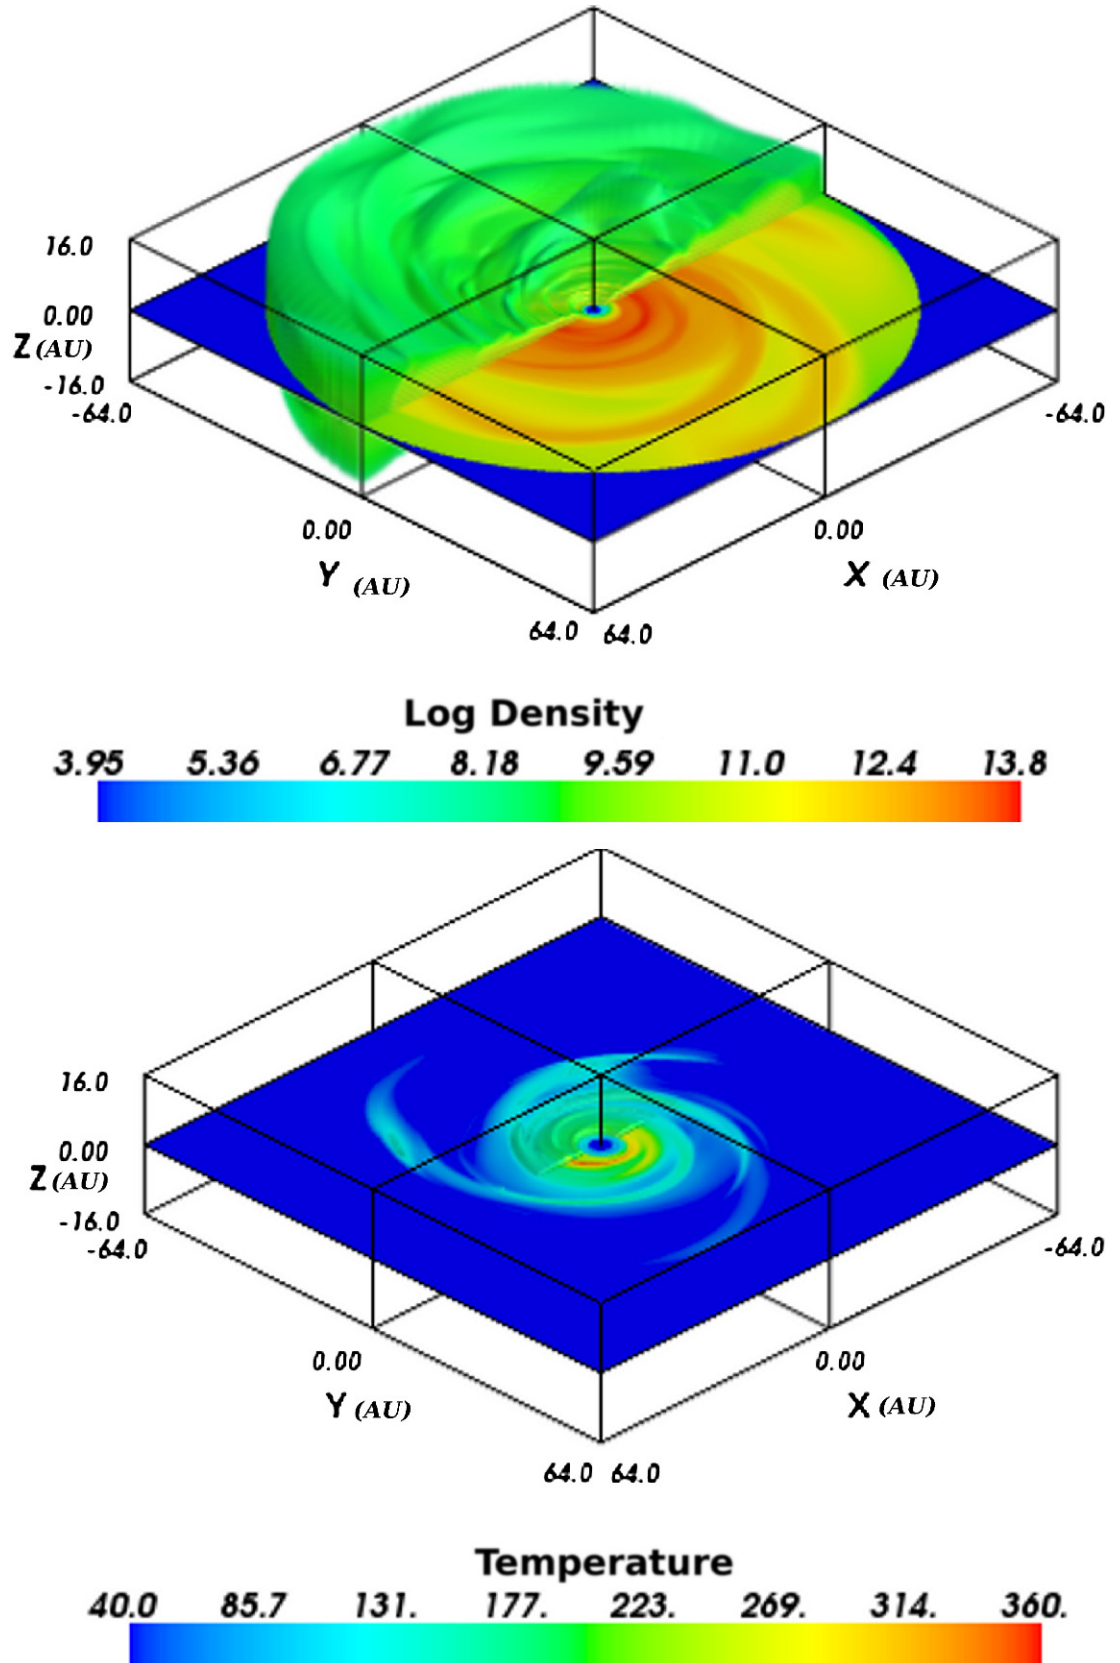 16.0
0.00
Z (AU)
-16.0
-64.0
-64.0
0.00
0.00
Y (AU)
X (AU)
64.0 64.0
Log Density
3.95 5.36 6.77 8.18 9.59 11.0 12.4 13.8
16.0
0.00
Z (AU)
-16.0
-64.0
-64.0
0.00
0.00
Y (AU)
X (AU)
64.0 64.0
Temperature
40.0 85.7 131. 177. 223. 269. 314. 360.